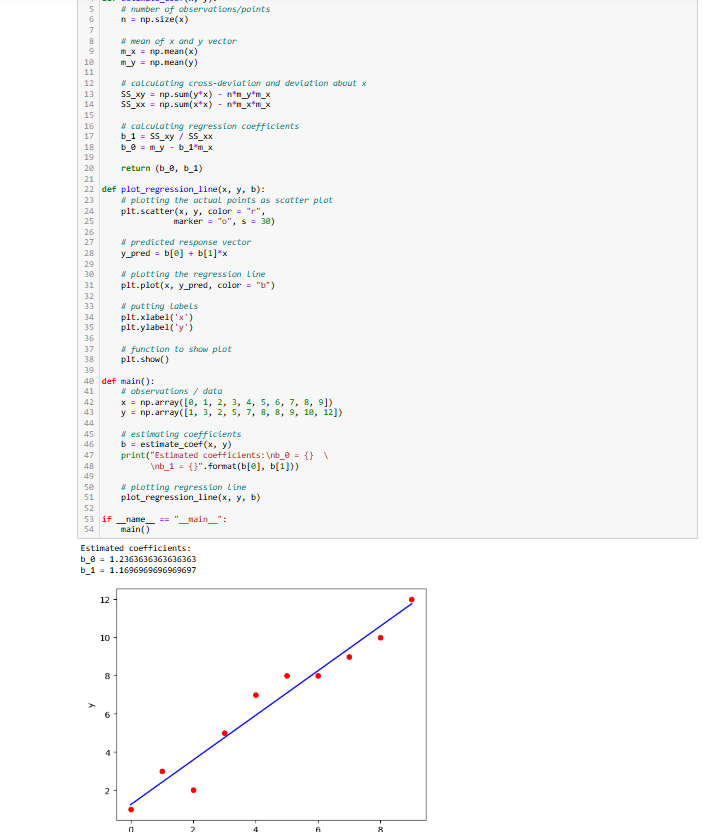 5 # number of observations/points
6 n = np.size(x)
7
8 # mean of x and y vector
9 m_x = np.mean(x)
10 m_y = np.mean(y)
11
12 # calculating cross-deviation and deviation about x
13 SS_xy = np.sum(y*x) - n*m_y*m_x
14 SS_xx = np.sum(x*x) - n*m_x*m_x
15
16 # calculating regression coefficients
17 b_1 = SS_xy / SS_xx
18 b_0 = m_y - b_1*m_x
19
20 return (b_0, b_1)
21
22 def plot_regression_line(x, y, b):
23 # plotting the actual points as scatter plot
24 plt.scatter(x, y, color = "r",
25 marker = "o", s = 30)
26
27 # predicted response vector
28 y_pred = b[0] + b[1]*x
29
30 # plotting the regression line
31 plt.plot(x, y_pred, color = "b")
32
33 # putting labels
34 plt.xlabel('x')
35 plt.ylabel('y')
36
37 # function to show plot
38 plt.show()
39
40 def main():
41 # observations / data
42 x = np.array([0, 1, 2, 3, 4, 5, 6, 7, 8, 9])
43 y = np.array([1, 3, 2, 5, 7, 8, 8, 9, 10, 12])
44
45 # estimating coefficients
46 b = estimate_coef(x, y)
47 print("Estimated coefficients:\nb_0 = {} \
48 \nb_1 = {}".format(b[0], b[1]))
49
50 # plotting regression line
51 plot_regression_line(x, y, b)
52
53 if __name__ == "__main__":
54 main()
Estimated coefficients:
b_0 = 1.2363636363636363
b_1 = 1.1696969696969697
12
10
8
y
6
4
2
0 2 4 6 8